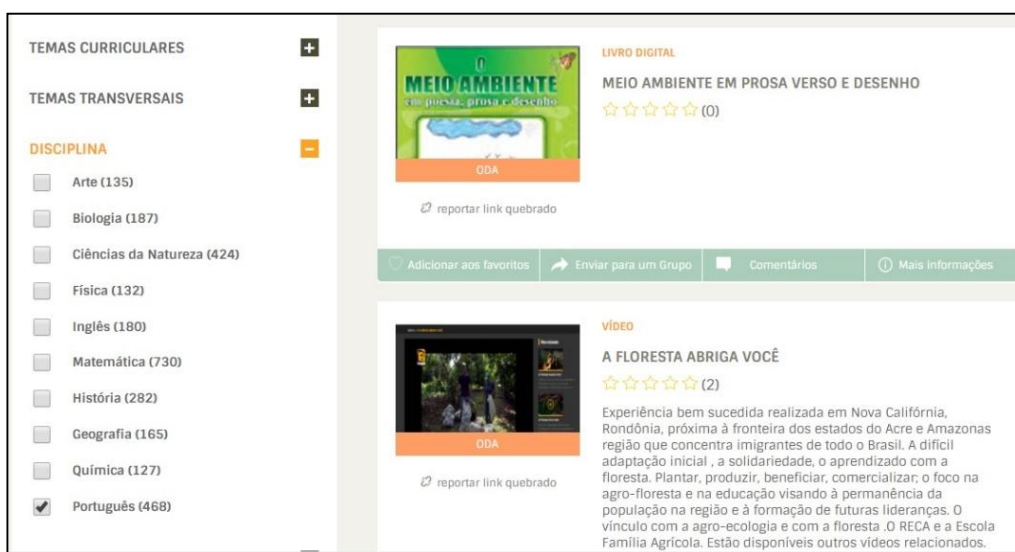 TEMAS CURRICULARES
TEMAS TRANSVERSAIS
DISCIPLINA
Arte (135)
Biologia (187)
Ciências da Natureza (424)
Física (132)
Inglês (180)
Matemática (730)
História (282)
Geografia (165)
Química (127)
Português (468)
O
MEIO AMBIENTE
em poesia, prosa e desenho
ODA
reportar link quebrado
LIVRO DIGITAL
MEIO AMBIENTE EM PROSA VERSO E DESENHO
(0)
Adicionar aos favoritos
Enviar para um Grupo
Comentários
Mais informações
ODA
reportar link quebrado
VÍDEO
A FLORESTA ABRIGA VOCÊ
(2)
Experiência bem sucedida realizada em Nova Califórnia,
Rondônia, próxima à fronteira dos estados do Acre e Amazonas
região que concentra imigrantes de todo o Brasil. A difícil
adaptação inicial , a solidariedade, o aprendizado com a
floresta. Plantar, produzir, beneficiar, comercializar; o foco na
agro-floresta e na educação visando à permanência da
população na região e à formação de futuras lideranças. O
vínculo com a agro-ecologia e com a floresta .O RECA e a Escola
Família Agrícola. Estão disponíveis outros vídeos relacionados.